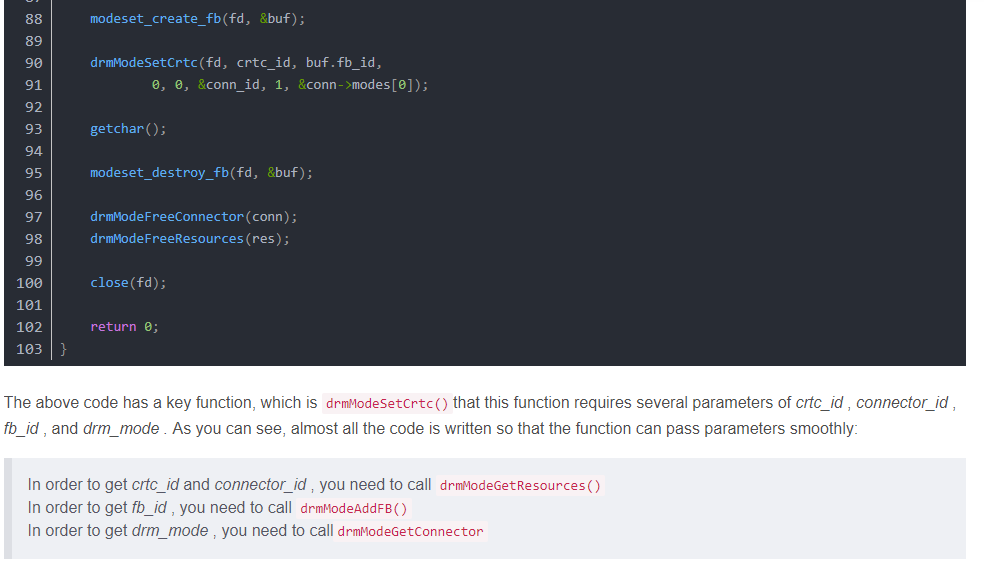 88 modeset_create_fb(fd, &buf);
89
90 drmModeSetCrtc(fd, crtc_id, buf.fb_id,
91 0, 0, &conn_id, 1, &conn->modes[0]);
92
93 getchar();
94
95 modeset_destroy_fb(fd, &buf);
96
97 drmModeFreeConnector(conn);
98 drmModeFreeResources(res);
99
100 close(fd);
101
102 return 0;
103 }
The above code has a key function, which is drmModeSetCrtc() that this function requires several parameters of crtc_id , connector_id ,
fb_id , and drm_mode . As you can see, almost all the code is written so that the function can pass parameters smoothly:
In order to get crtc_id and connector_id , you need to call drmModeGetResources()
In order to get fb_id , you need to call drmModeAddFB()
In order to get drm_mode , you need to call drmModeGetConnector